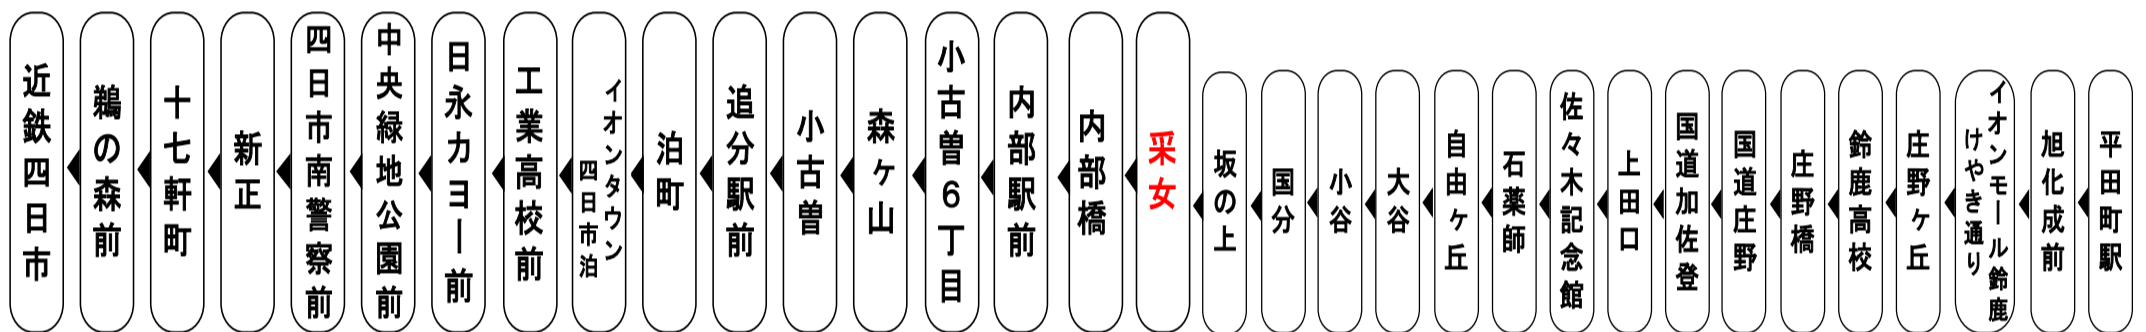 近鉄四日市
鵜の森前
十七軒町
新正
四日市南警察前
中央緑地公園前
日永カヨー前
工業高校前
イオンタウン
四日市泊
泊町
追分駅前
小古曽
森ヶ山
小古曽6丁目
内部駅前
内部橋
采女
坂の上
国分
小谷
大谷
自由ヶ丘
石薬師
佐々木記念館
上田口
国道加佐登
国道庄野
庄野橋
鈴鹿高校
庄野ヶ丘
イオンモール鈴鹿
けやき通り
旭化成前
平田町駅